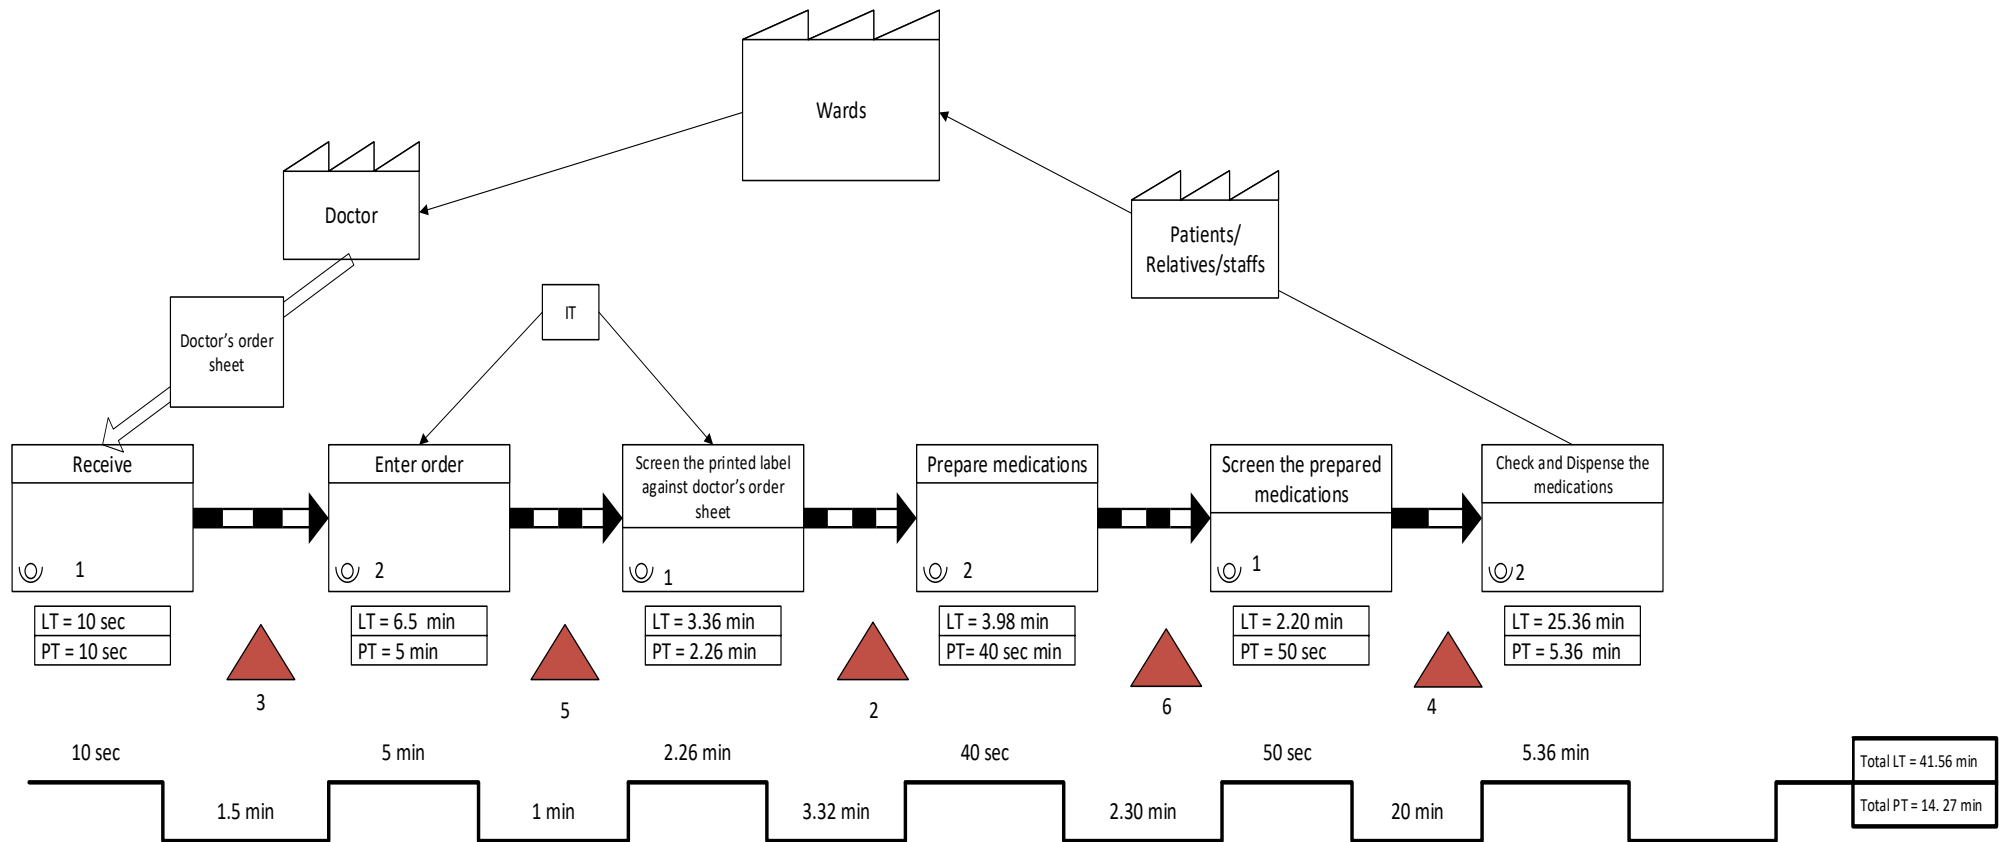 Wards
Doctor
Patients/
Relatives/staffs
IT
Doctor’s order
sheet
Receive
1
Enter order
2
Screen the printed label
against doctor’s order
sheet
1
Prepare medications
2
Screen the prepared
medications
1
Check and Dispense the
medications
2
LT = 10 sec
PT = 10 sec
LT = 6.5 min
PT = 5 min
LT = 3.36 min
PT = 2.26 min
LT = 3.98 min
PT= 40 sec min
LT = 2.20 min
PT = 50 sec
LT = 25.36 min
PT = 5.36 min
3
5
2
6
4
10 sec
5 min
2.26 min
40 sec
50 sec
5.36 min
1.5 min
1 min
3.32 min
2.30 min
20 min
Total LT = 41.56 min
Total PT = 14. 27 min